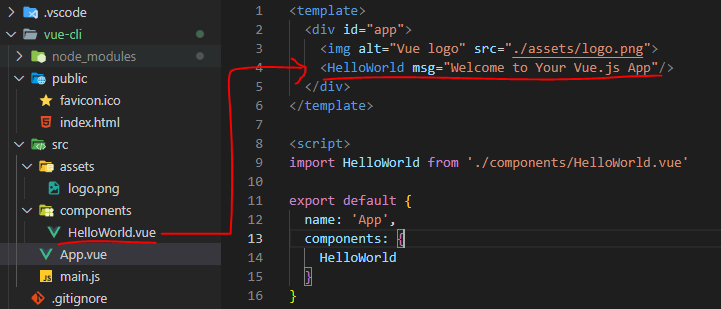 .vscode
vue-cli
node_modules
public
favicon.ico
index.html
src
assets
logo.png
components
HelloWorld.vue
App.vue
main.js
.gitignore
1 <template>
2 <div id="app">
3 <img alt="Vue logo" src="./assets/logo.png">
4 <HelloWorld msg="Welcome to Your Vue.js App"/>
5 </div>
6 </template>
7
8 <script>
9 import HelloWorld from './components/HelloWorld.vue'
10
11 export default {
12 name: 'App',
13 components: {
14 HelloWorld
15 }
16 }